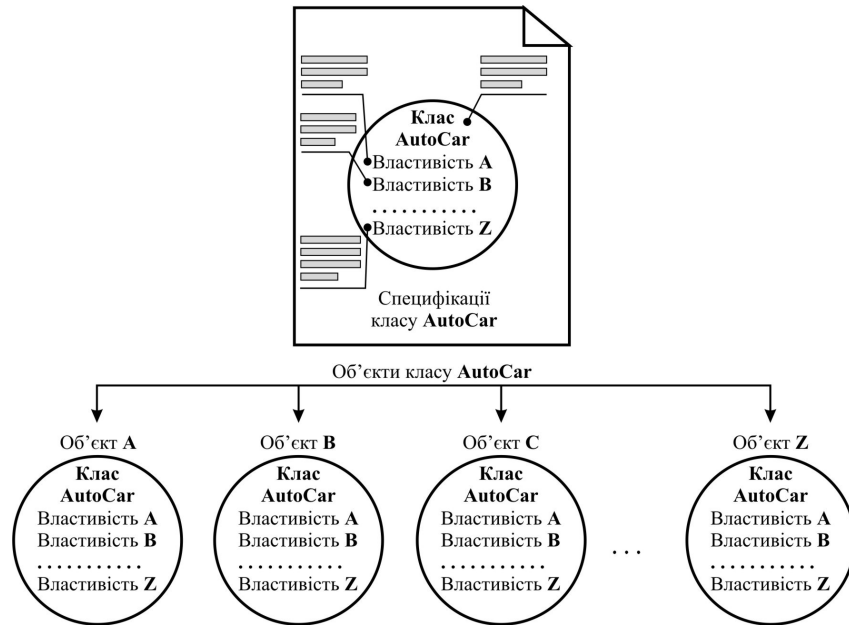 Клас
AutoCar
Властивість A
Властивість B
. . . . . . . . . . .
Властивість Z
Специфікації
класу AutoCar
Об’єкти класу AutoCar
Об’єкт A
Клас
AutoCar
Властивість A
Властивість B
. . . . . . . . . . .
Властивість Z
Об’єкт B
Клас
AutoCar
Властивість A
Властивість B
. . . . . . . . . . .
Властивість Z
Об’єкт C
Клас
AutoCar
Властивість A
Властивість B
. . . . . . . . . . .
Властивість Z
. . .
Об’єкт Z
Клас
AutoCar
Властивість A
Властивість B
. . . . . . . . . . .
Властивість Z